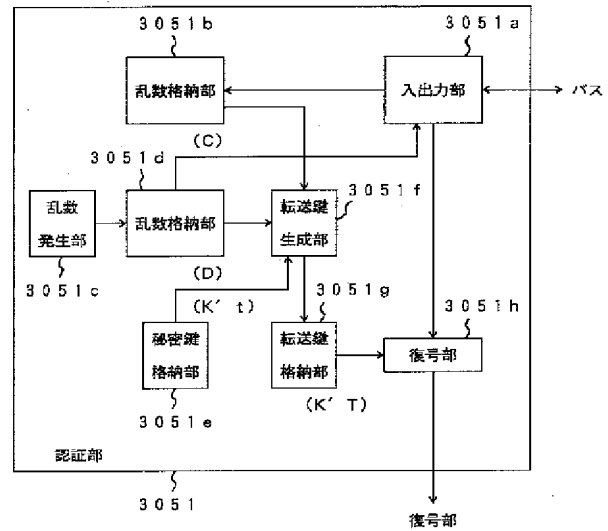 3051b
3051a
乱数格納部
入出力部
バス
(C)
3051d
3051f
乱数
発生部
乱数格納部
転送鍵
生成部
3051c
(D)
(K't)
3051g
3051h
秘密鍵
格納部
転送鍵
格納部
復号部
3051e
(K'T)
認証部
3051
復号部